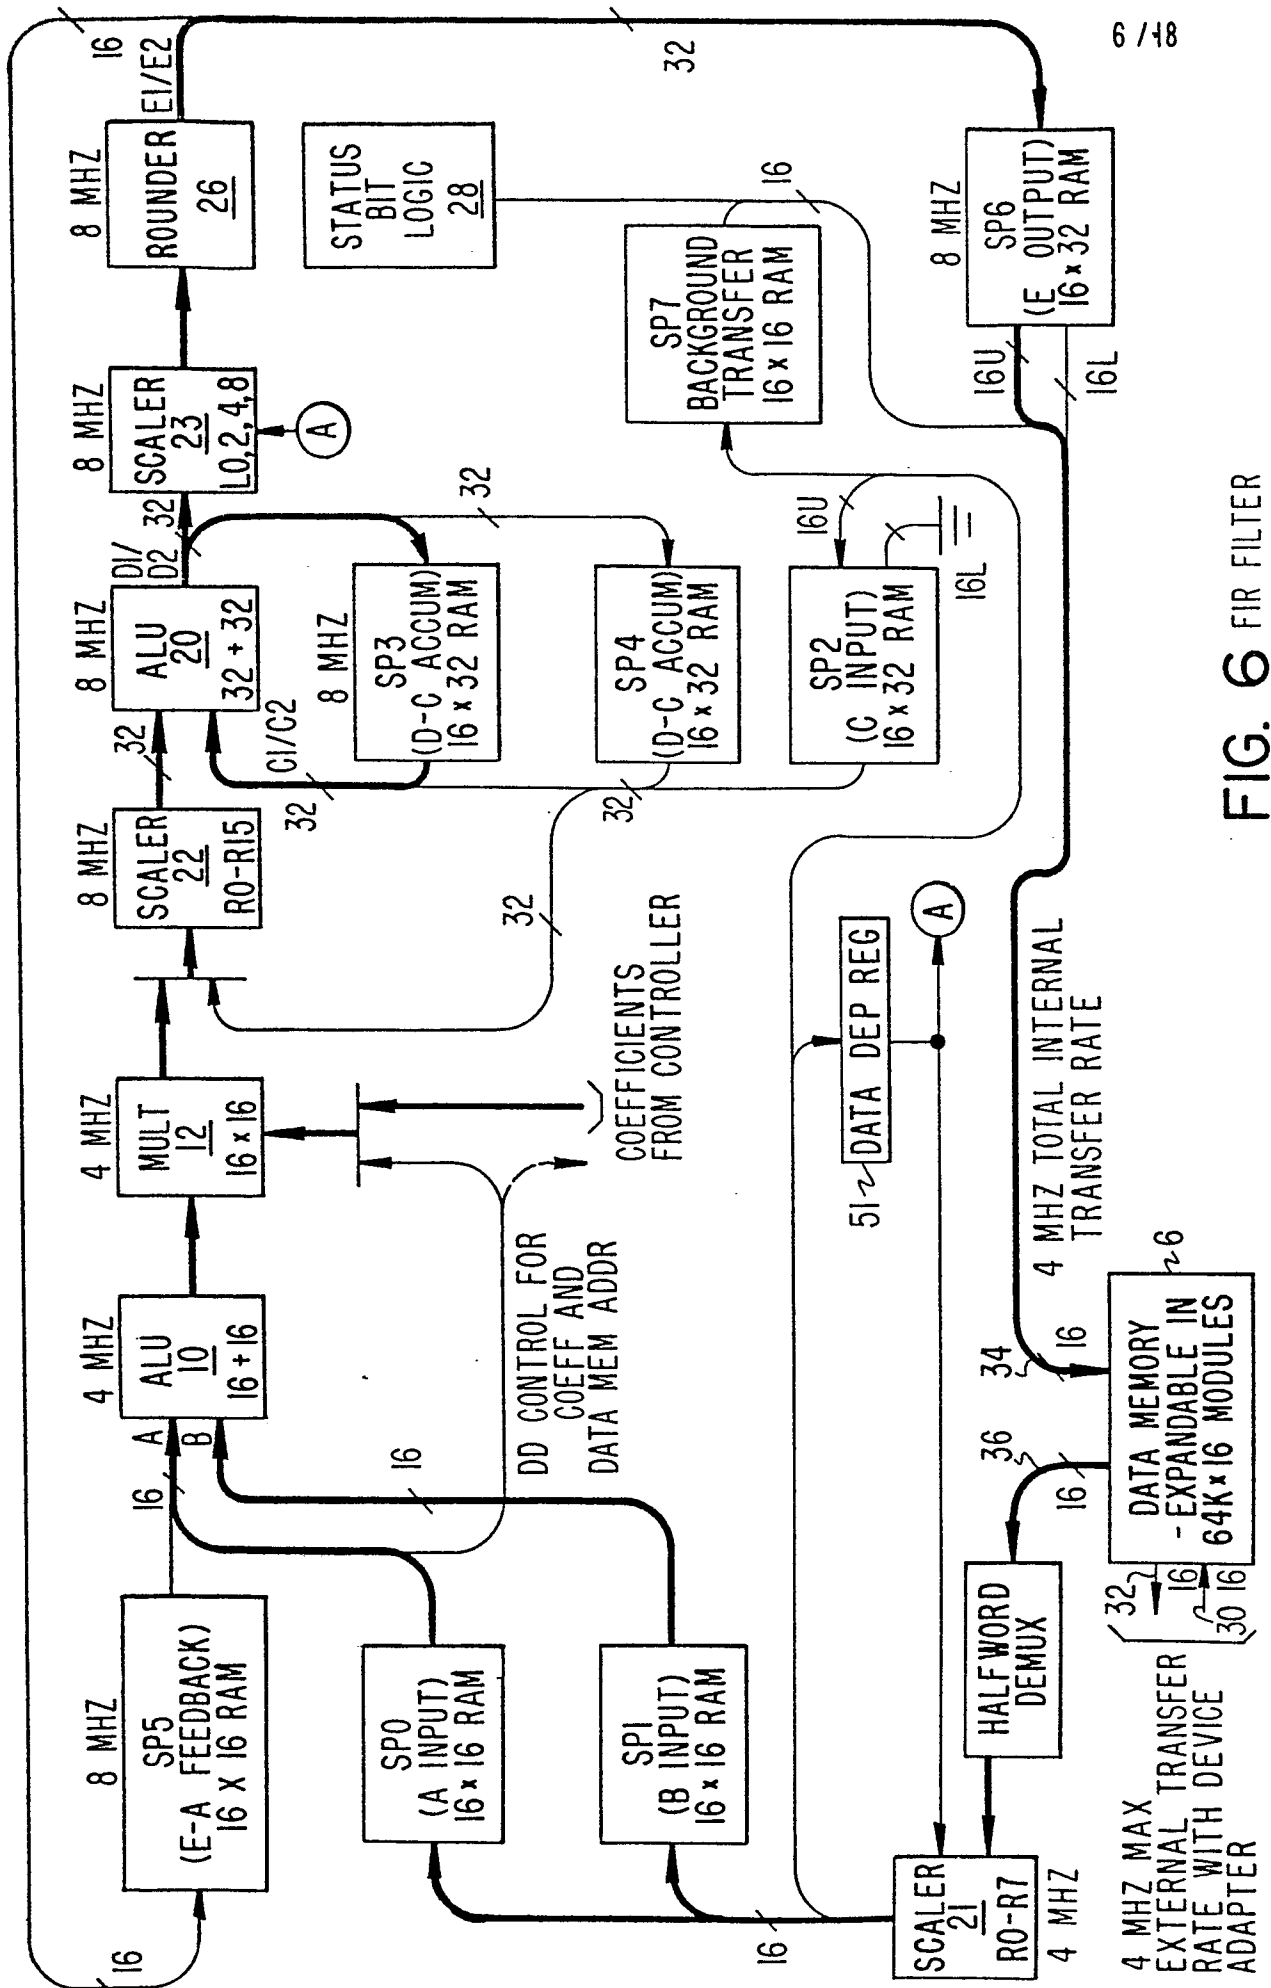 6/18
16
16
8 MHZ
SP5
(E-A FEEDBACK)
16 X 16 RAM
16
A
B
4 MHZ
ALU
10
16+16
4 MHZ
MULT
12
16×16
8 MHZ
SCALER
22
R0-R15
32
8 MHZ
ALU
20
32+32
D1/
D2
32
8 MHZ
SCALER
23
L0,2,4,8
A
8 MHZ
ROUNDER
26
E1/E2
32
SP0
(A INPUT)
16×16 RAM
16
SP1
(B INPUT)
16×16 RAM
DD CONTROL FOR
COEFF AND
DATA MEM ADDR
COEFFICIENTS
FROM CONTROLLER
32
C1/C2
32
8 MHZ
SP3
(D-C ACCUM)
16×32 RAM
32
SP4
(D-C ACCUM)
16×32 RAM
32
SP2
(C INPUT)
16×32 RAM
16U
16L
STATUS
BIT
LOGIC
28
SP7
BACKGROUND
TRANSFER
16×16 RAM
16
8 MHZ
SP6
(E OUTPUT)
16×32 RAM
16U
16L
51
DATA DEP REG
A
16
SCALER
21
R0-R7
4 MHZ
HALFWORD
DEMUX
36
16
34
16
4 MHZ TOTAL INTERNAL
TRANSFER RATE
DATA MEMORY
-EXPANDABLE IN
64K×16 MODULES
6
32
16
30
16
4 MHZ MAX
EXTERNAL TRANSFER
RATE WITH DEVICE
ADAPTER
FIG. 6 FIR FILTER